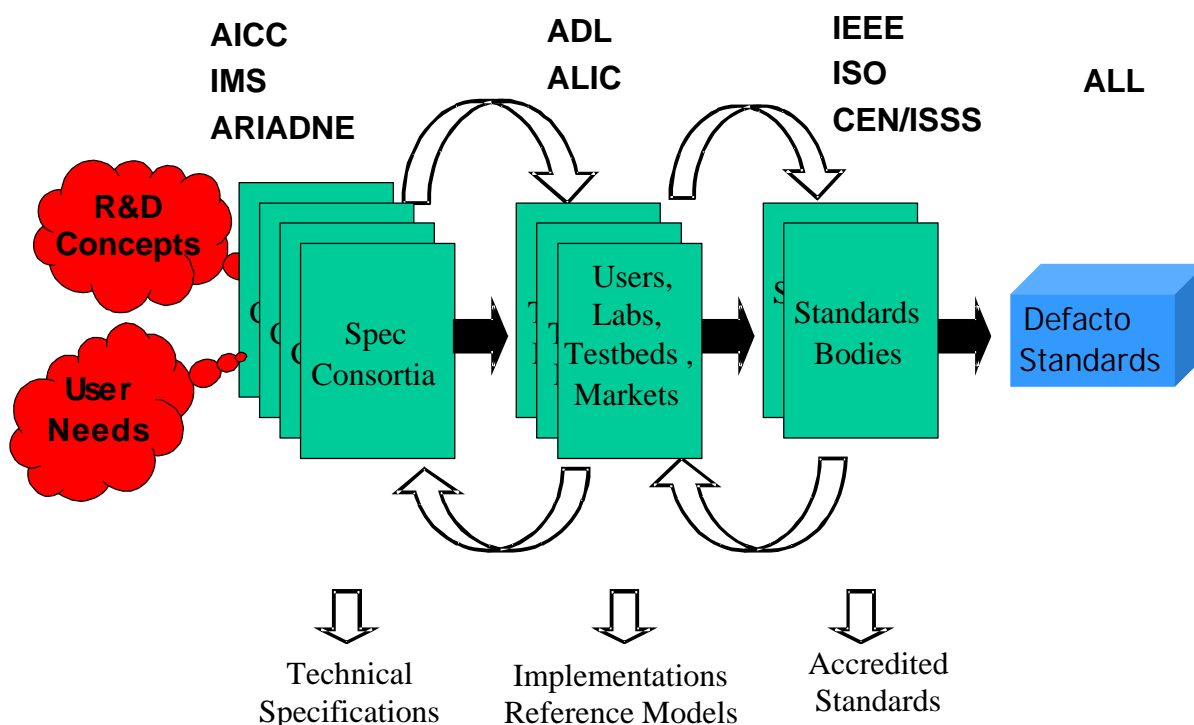 AICC
IMS
ARIADNE
ADL
ALIC
IEEE
ISO
CEN/ISSS
ALL
R&D
Concepts
User
Needs
Spec
Consortia
Users,
Labs,
Testbeds ,
Markets
Standards
Bodies
Defacto
Standards
Technical
Specifications
Implementations
Reference Models
Accredited
Standards